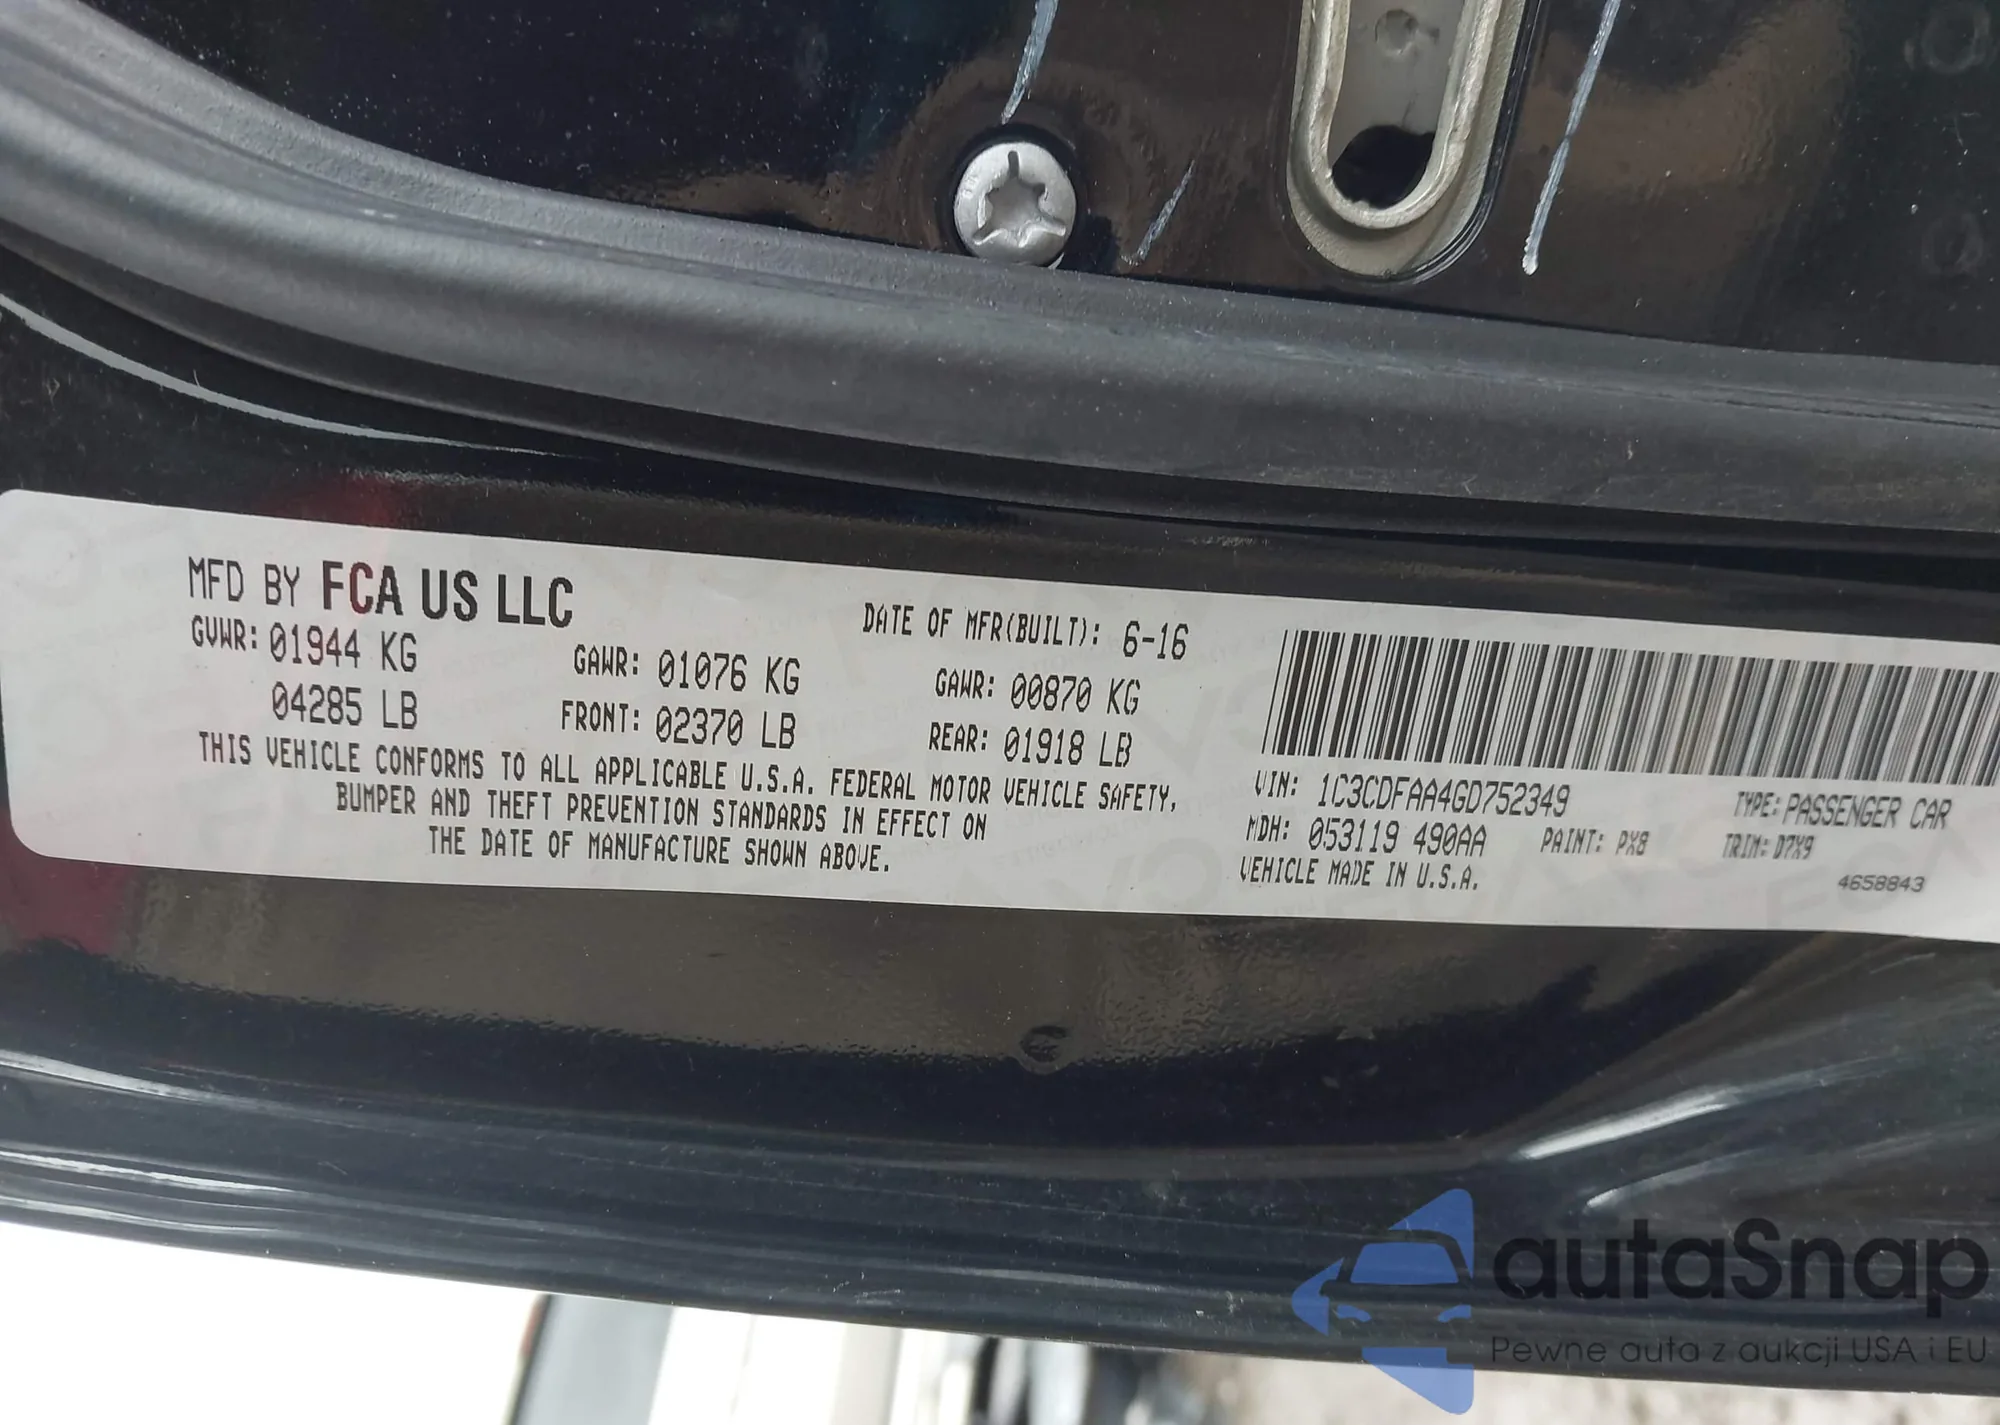 MFD BY FCA US LLC
DATE OF MFR(BUILT): 6-16
GVWR: 01944 KG
04285 LB
GAWR: 01076 KG
FRONT: 02370 LB
GAWR: 00870 KG
REAR: 01918 LB
THIS VEHICLE CONFORMS TO ALL APPLICABLE U.S.A. FEDERAL MOTOR VEHICLE SAFETY,
BUMPER AND THEFT PREVENTION STANDARDS IN EFFECT ON
THE DATE OF MANUFACTURE SHOWN ABOVE.
VIN: 1C3CDFAA4GD752349
TYPE: PASSENGER CAR
MDH: 053119 490AA
PAINT: PX8
TRIM: D7X9
VEHICLE MADE IN U.S.A.
4658843
autaSnap
Pewne auta z aukcji USA i EU